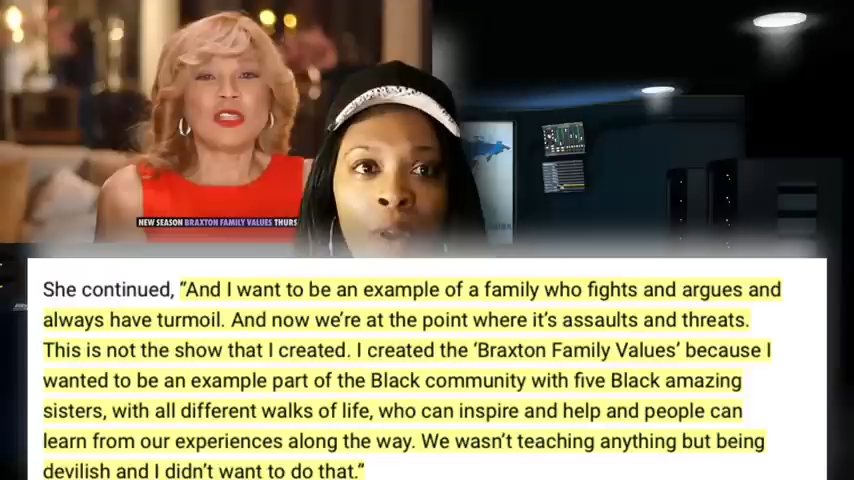 NEW SEASON BRAXTON FAMILY VALUES THURS
She continued, “And I want to be an example of a family who fights and argues and
always have turmoil. And now we’re at the point where it’s assaults and threats.
This is not the show that I created. I created the ‘Braxton Family Values’ because I
wanted to be an example part of the Black community with five Black amazing
sisters, with all different walks of life, who can inspire and help and people can
learn from our experiences along the way. We wasn’t teaching anything but being
devilish and I didn’t want to do that.”